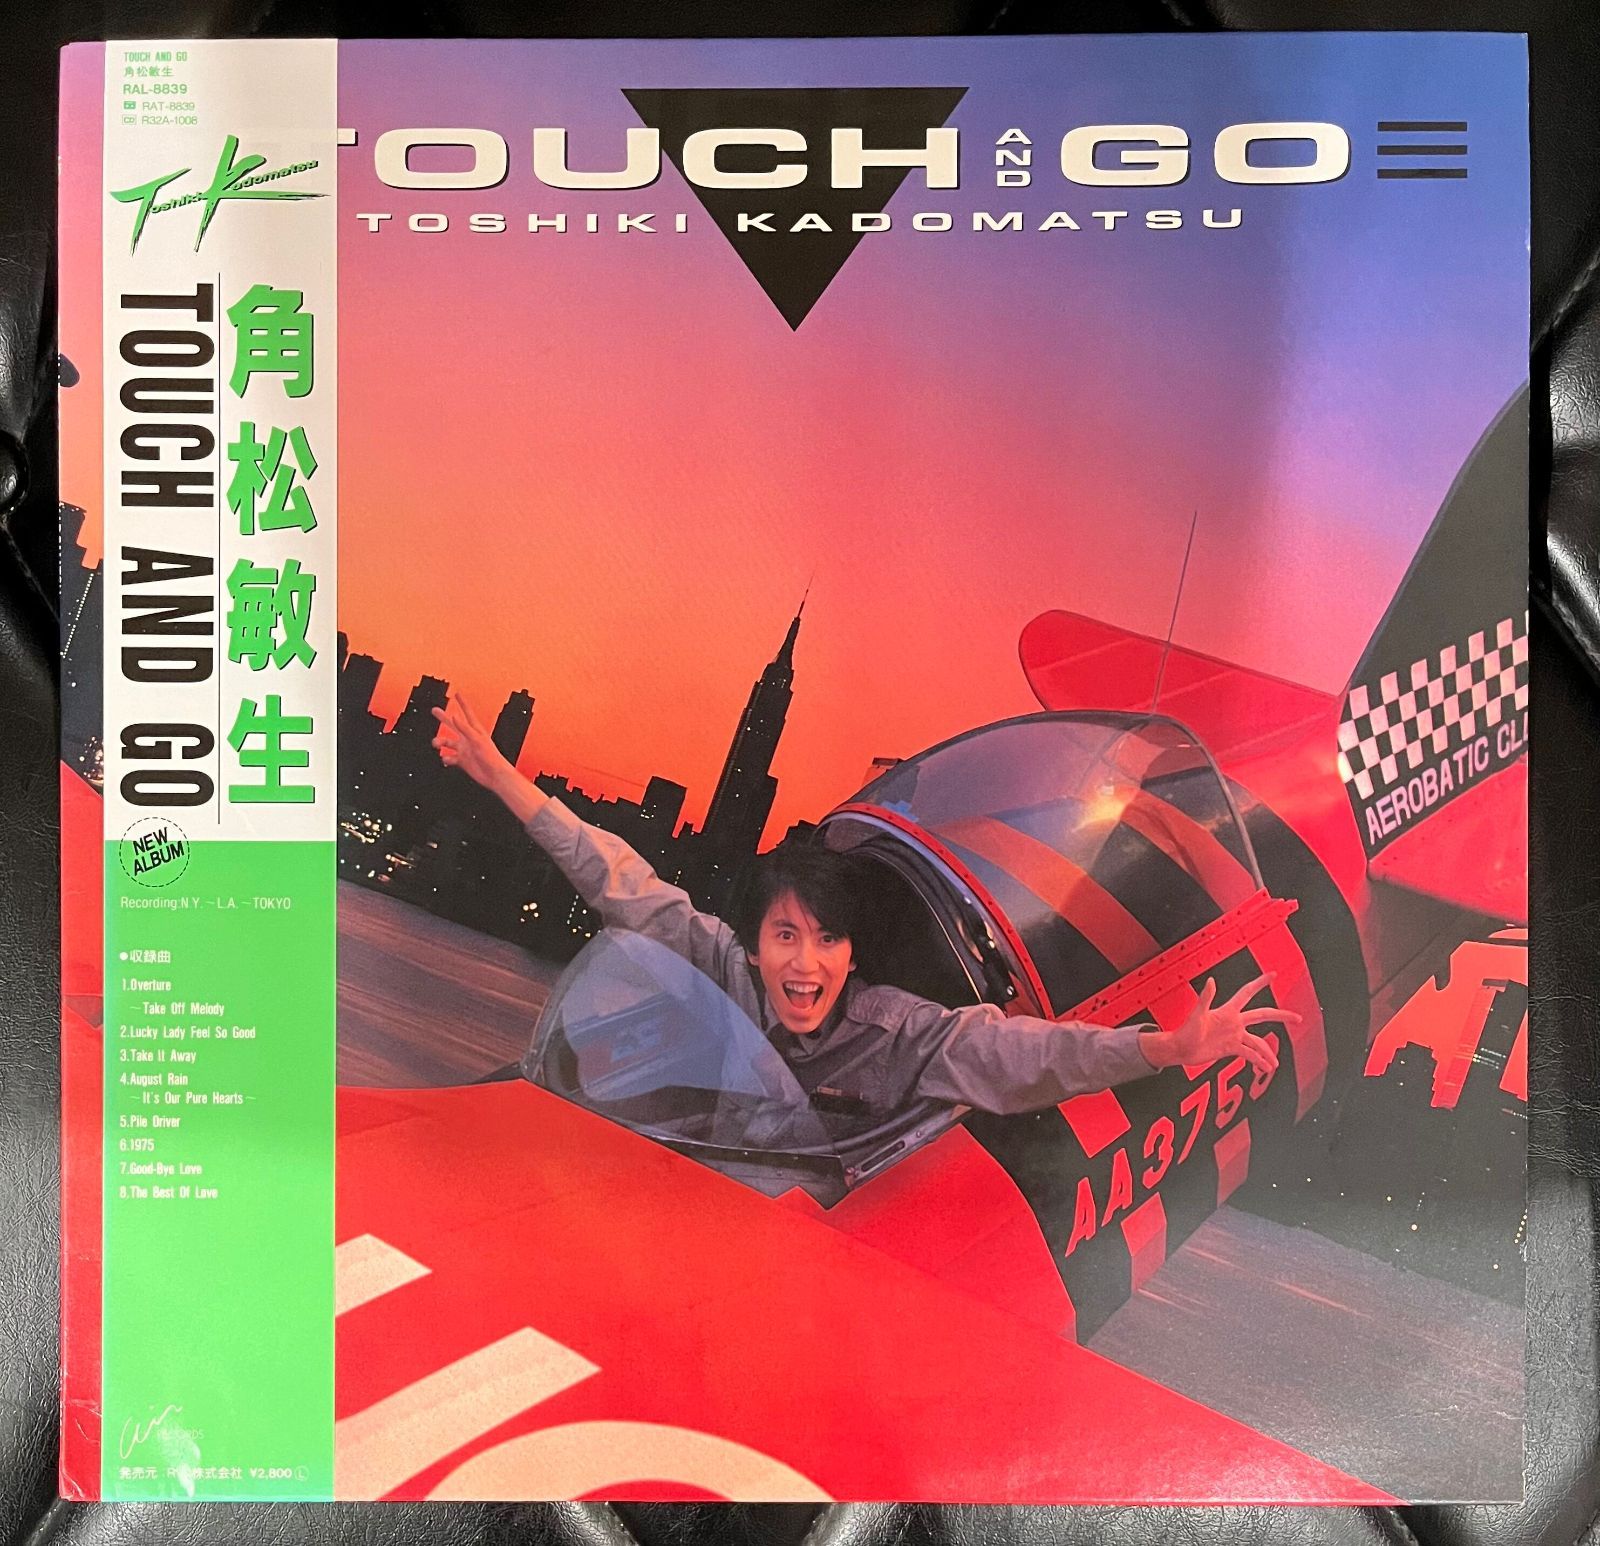 TOUCH AND GO
角松敏生
RAL-8839
RAT-8839
CD R32A-1008
Toshiki Kadomatsu
角松敏生
TOUCH AND GO
NEW
ALBUM
Recording:N.Y.～L.A.～TOKYO
●収録曲
1.Overture
～Take Off Melody
2.Lucky Lady Feel So Good
3.Take It Away
4.August Rain
～It's Our Pure Hearts～
5.Pile Driver
6.1975
7.Good-Bye Love
8.The Best Of Love
Air
RECORDS
発売元:R 株式会社 ¥2,800 Ⓛ
TOUCH AND GO
TOSHIKI KADOMATSU
AEROBATIC CL
AA3758